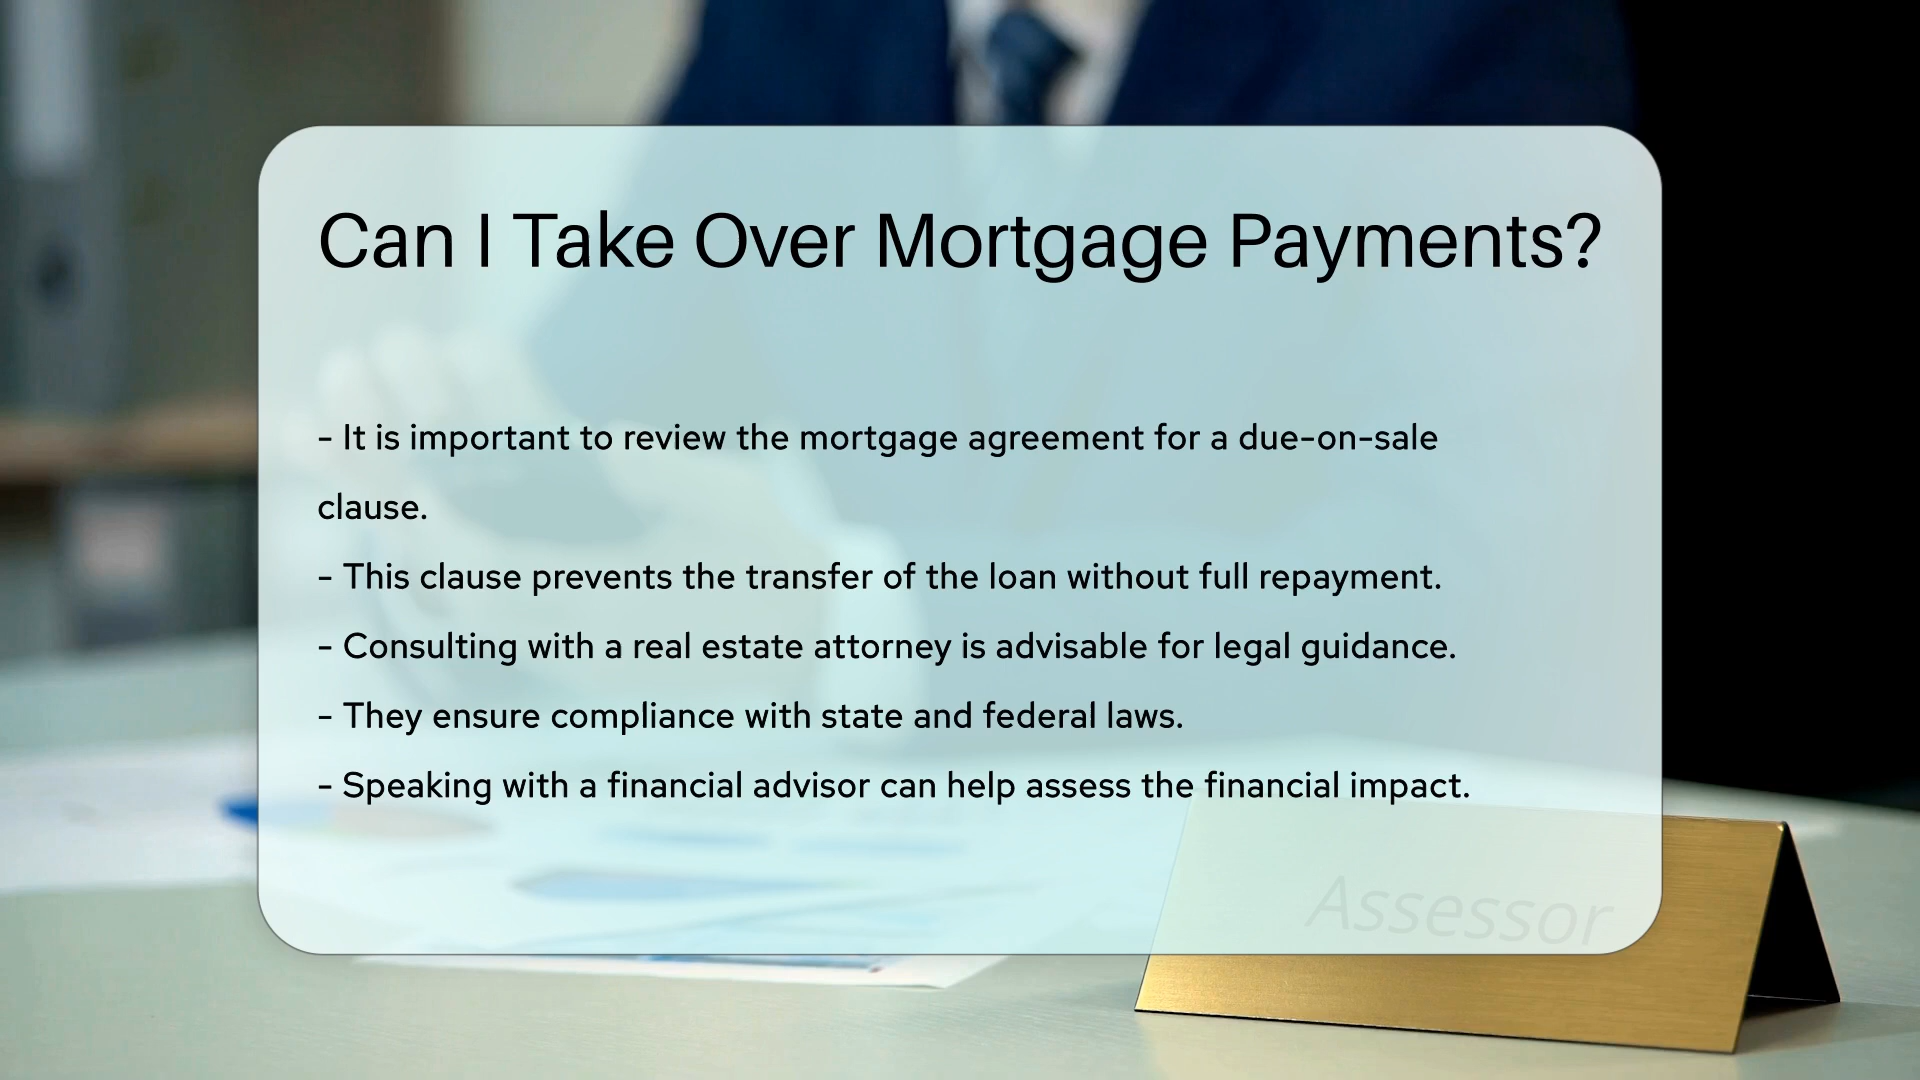 Can I Take Over Mortgage Payments?
- It is important to review the mortgage agreement for a due-on-sale
clause.
- This clause prevents the transfer of the loan without full repayment.
- Consulting with a real estate attorney is advisable for legal guidance.
- They ensure compliance with state and federal laws.
- Speaking with a financial advisor can help assess the financial impact.
Assessor